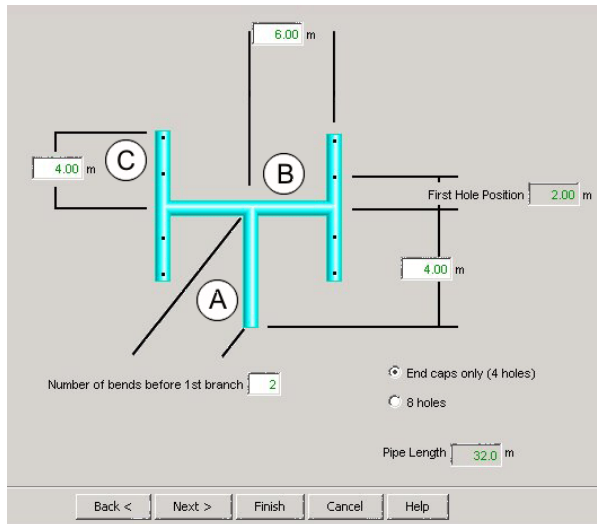 6.00 m
C
4.00 m
B
First Hole Position 2.00 m
4.00 m
A
Number of bends before 1st branch 2
End caps only (4 holes)
8 holes
Pipe Length 32.0 m
Back < Next > Finish Cancel Help